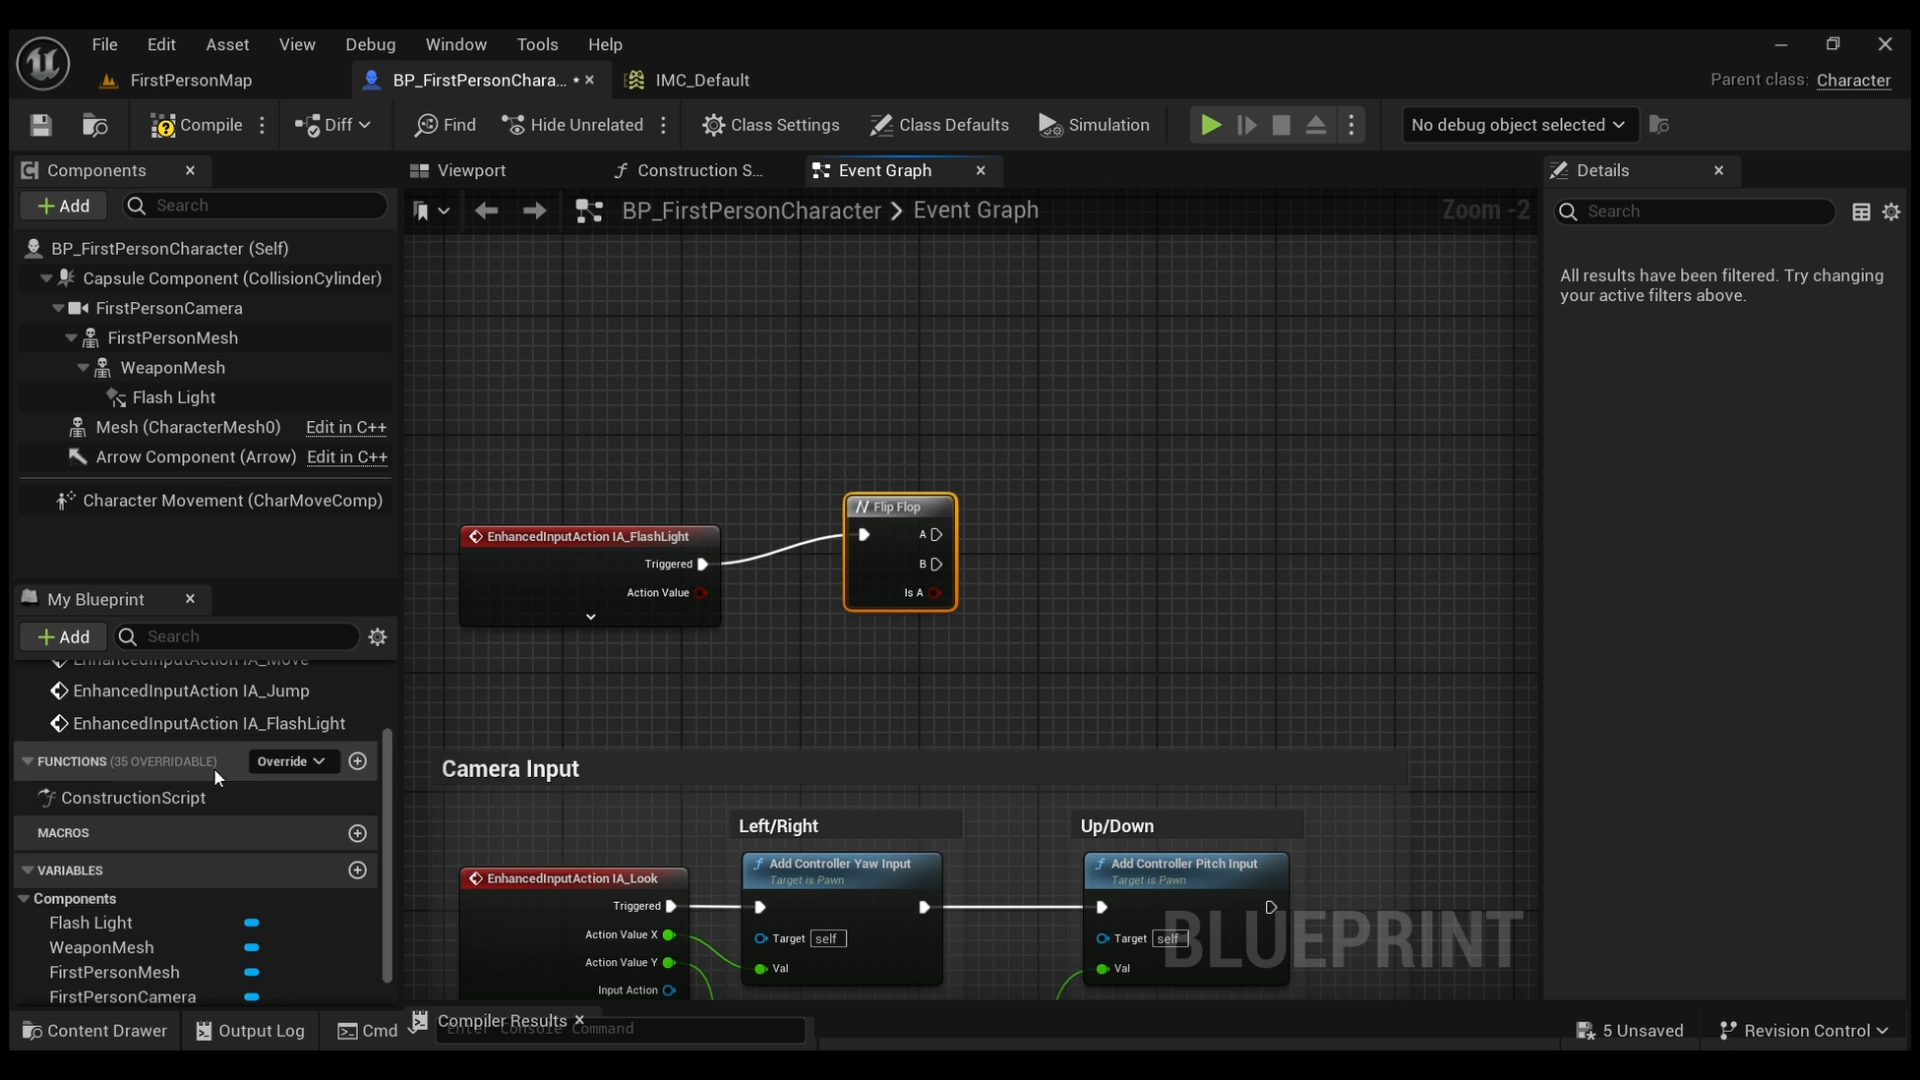 File Edit Asset View Debug Window Tools Help
FirstPersonMap BP_FirstPersonChara... IMC_Default Parent class: Character
Compile Diff Find Hide Unrelated Class Settings Class Defaults Simulation No debug object selected
Components Viewport Construction S... Event Graph Details
Add Search BP_FirstPersonCharacter > Event Graph Zoom -2 Search
BP_FirstPersonCharacter (Self)
Capsule Component (CollisionCylinder)
FirstPersonCamera
FirstPersonMesh
WeaponMesh
Flash Light
Mesh (CharacterMesh0) Edit in C++
Arrow Component (Arrow) Edit in C++
Character Movement (CharMoveComp)
All results have been filtered. Try changing
your active filters above.
Flip Flop
A
B
Is A
EnhancedInputAction IA_FlashLight
Triggered
Action Value
My Blueprint
Add Search
EnhancedInputAction IA_Move
EnhancedInputAction IA_Jump
EnhancedInputAction IA_FlashLight
FUNCTIONS (35 OVERRIDABLE) Override
ConstructionScript
MACROS
VARIABLES
Components
Flash Light
WeaponMesh
FirstPersonMesh
FirstPersonCamera
Camera Input
Left/Right
Up/Down
EnhancedInputAction IA_Look
Triggered
Action Value X
Action Value Y
Input Action
Add Controller Yaw Input
Target is Pawn
Target self
Val
Add Controller Pitch Input
Target is Pawn
Target self
Val
BLUEPRINT
Compiler Results
Content Drawer Output Log Cmd Enter Console Command 5 Unsaved Revision Control